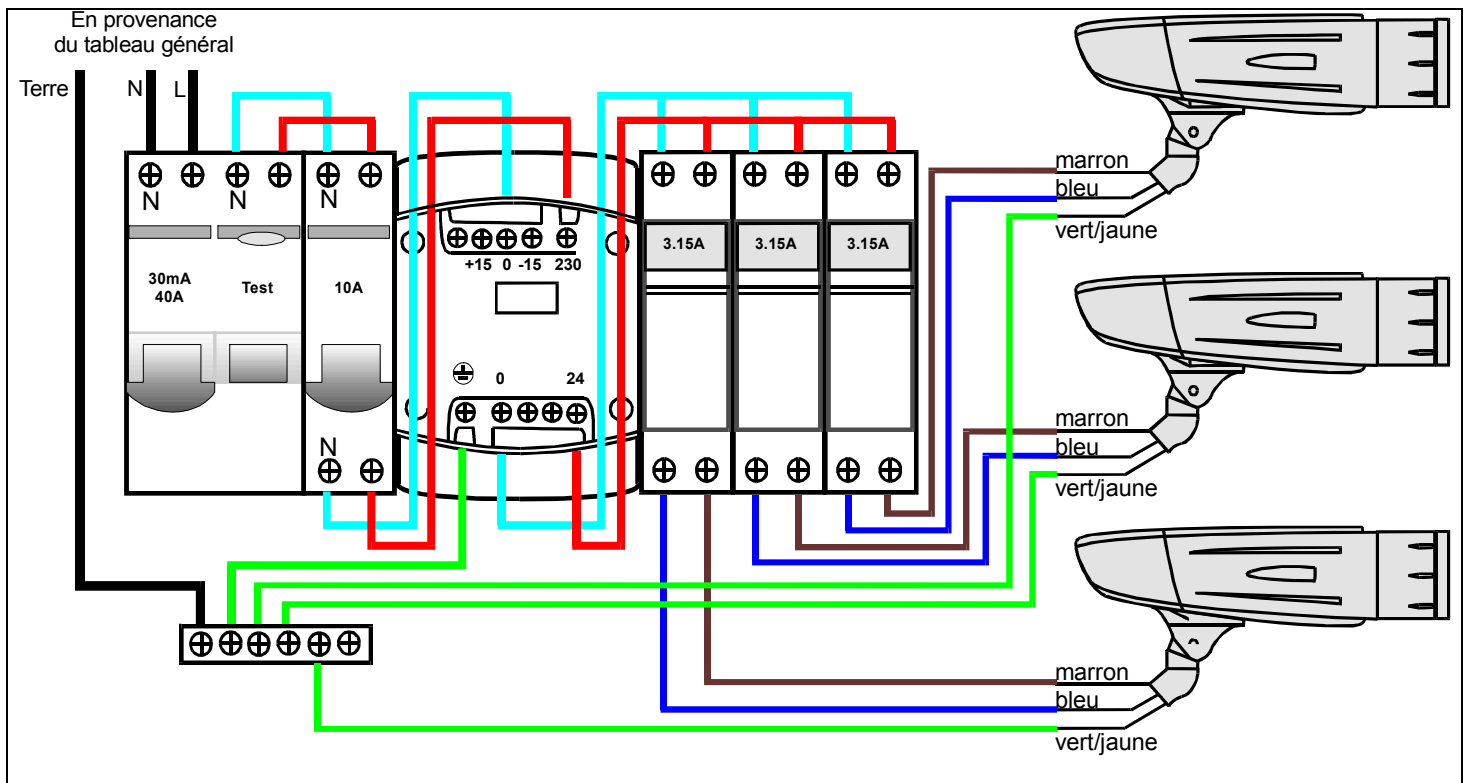 En provenance
du tableau général
Terre
N
L
N
N
N
30mA
40A
Test
10A
+15 0 -15 230
0
24
N
3.15A
3.15A
3.15A
marron
bleu
vert/jaune
marron
bleu
vert/jaune
marron
bleu
vert/jaune